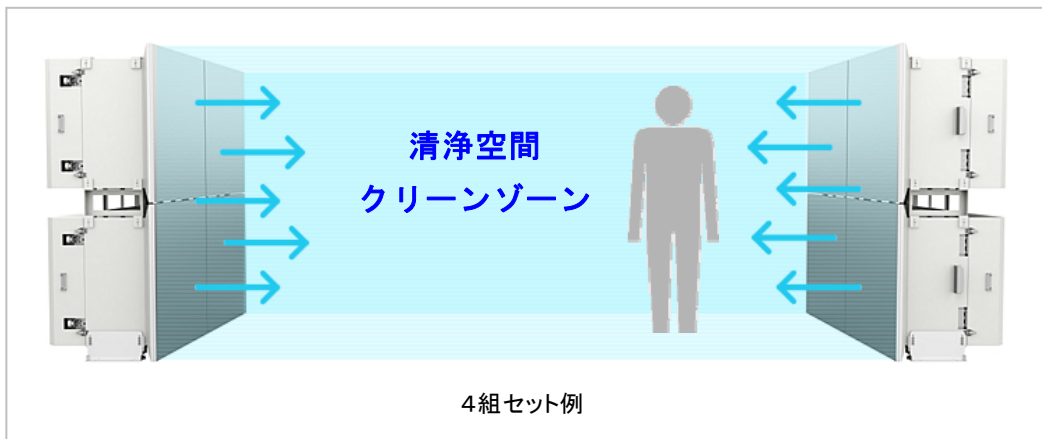 清浄空間
クリーンゾーン
4組セット例